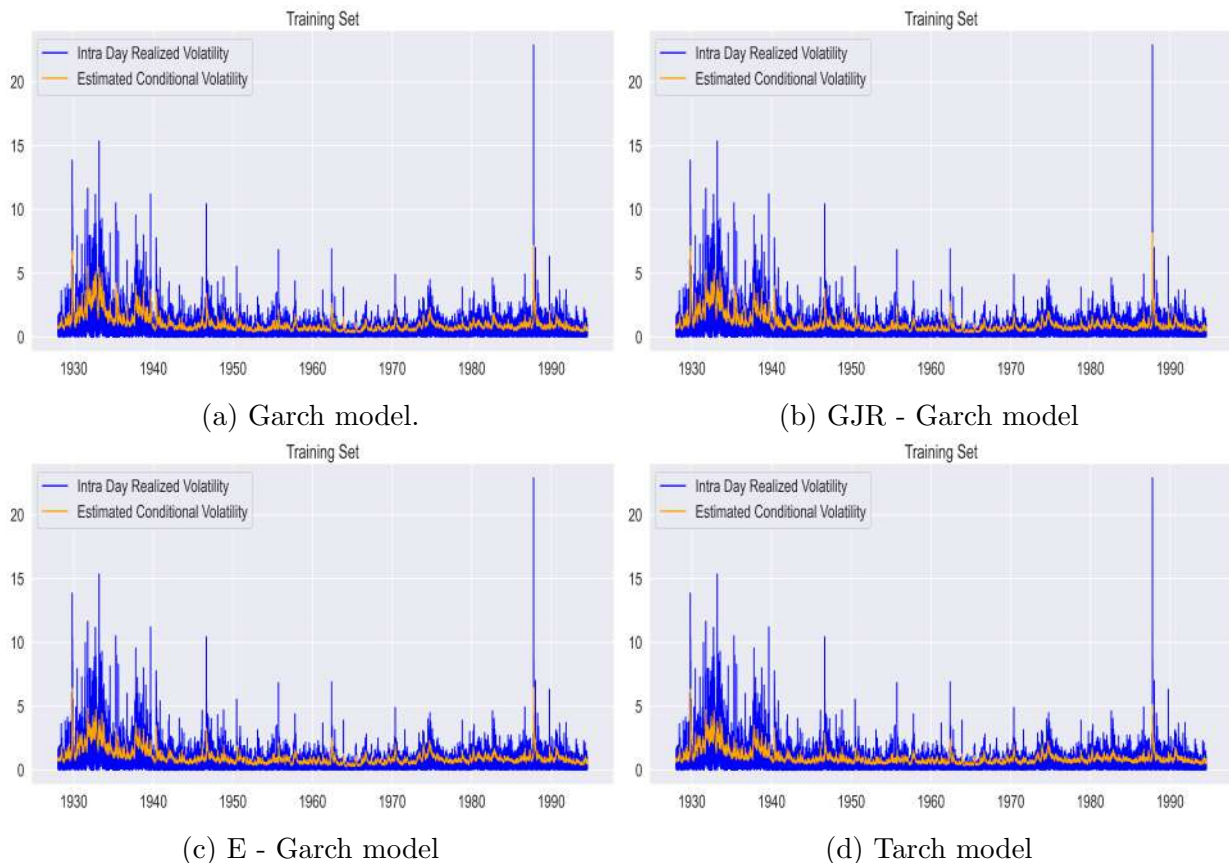 Training Set
Intra Day Realized Volatility
Estimated Conditional Volatility
20
15
10
5
0
1930 1940 1950 1960 1970 1980 1990
(a) Garch model.
Training Set
Intra Day Realized Volatility
Estimated Conditional Volatility
20
15
10
5
0
1930 1940 1950 1960 1970 1980 1990
(b) GJR - Garch model
Training Set
Intra Day Realized Volatility
Estimated Conditional Volatility
20
15
10
5
0
1930 1940 1950 1960 1970 1980 1990
(c) E - Garch model
Training Set
Intra Day Realized Volatility
Estimated Conditional Volatility
20
15
10
5
0
1930 1940 1950 1960 1970 1980 1990
(d) Tarch model